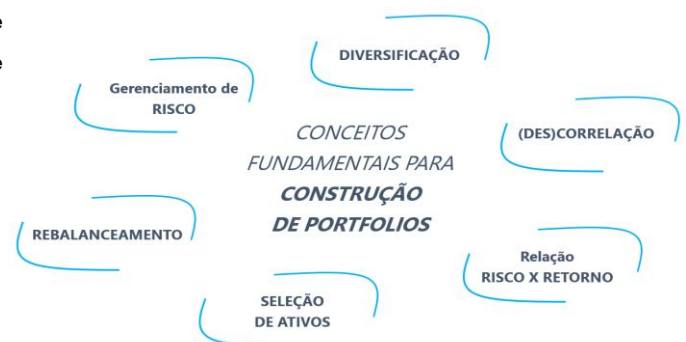 e
e
DIVERSIFICAÇÃO
Gerenciamento de
RISCO
(DES)CORRELAÇÃO
CONCEITOS
FUNDAMENTAIS PARA
CONSTRUÇÃO
DE PORTFOLIOS
REBALANCEAMENTO
Relação
RISCO X RETORNO
SELEÇÃO
DE ATIVOS